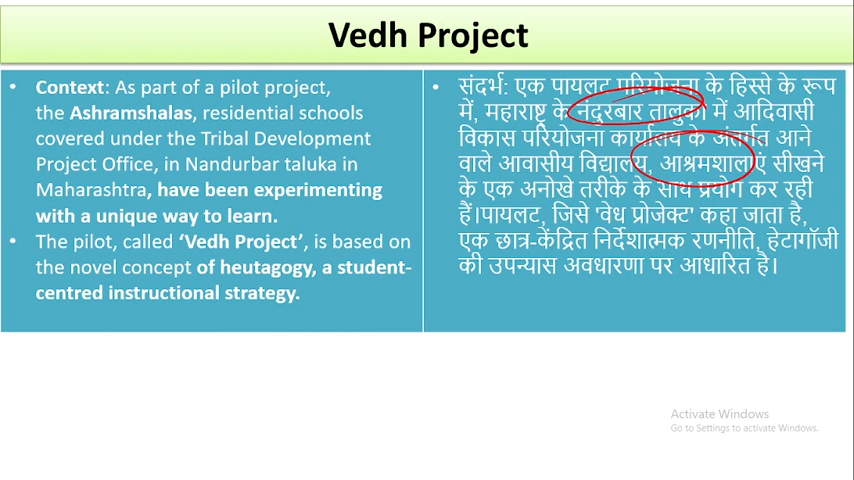 Vedh Project
• Context: As part of a pilot project,
the Ashramshalas, residential schools
covered under the Tribal Development
Project Office, in Nandurbar taluka in
Maharashtra, have been experimenting
with a unique way to learn.
• The pilot, called ‘Vedh Project’, is based on
the novel concept of heutagogy, a student-
centred instructional strategy.
• संदर्भ: एक पायलट परियोजना के हिस्से के रूप
में, महाराष्ट्र के नंदुरबार तालुका में आदिवासी
विकास परियोजना कार्यालय के अंतर्गत आने
वाले आवासीय विद्यालय, आश्रमशालाएं सीखने
के एक अनोखे तरीके के साथ प्रयोग कर रही
हैं।पायलट, जिसे 'वेध प्रोजेक्ट' कहा जाता है,
एक छात्र-केंद्रित निर्देशात्मक रणनीति, हेटागॉजी
की उपन्यास अवधारणा पर आधारित है।
Activate Windows
Go to Settings to activate Windows.